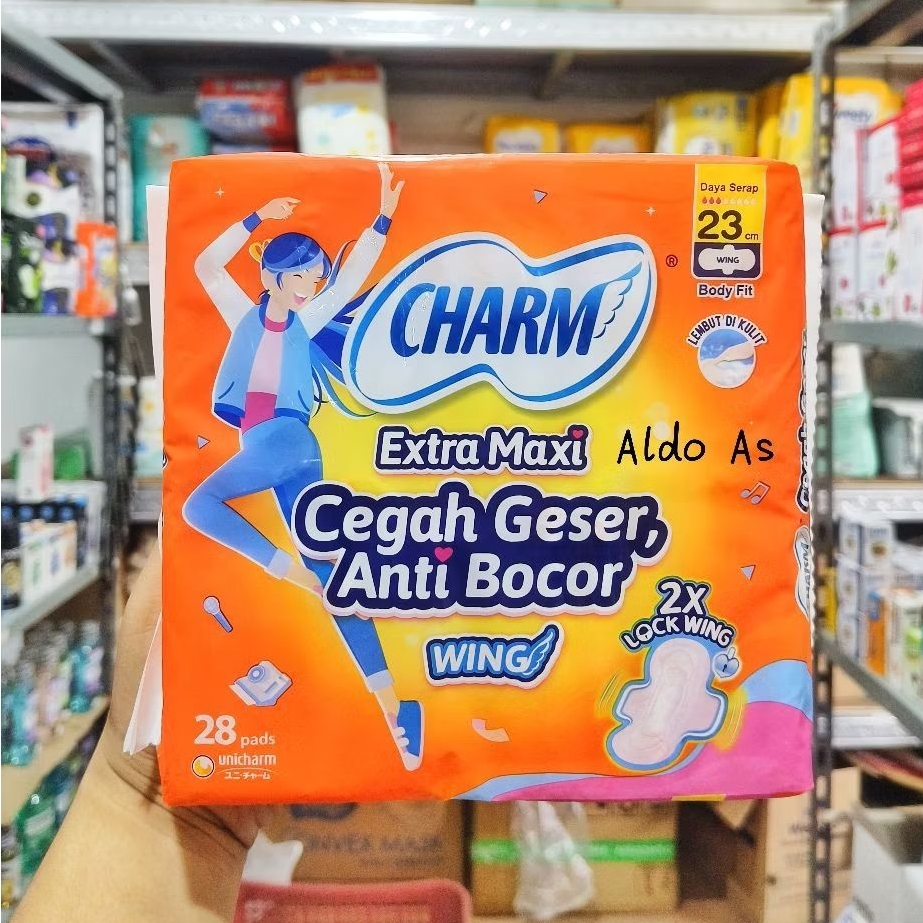 Daya Serap
23 cm
WING
Body Fit
CHARM®
LEMBUT DI KULIT
Extra Maxi
Aldo As
Cegah Geser,
Anti Bocor
WING
2X
LOCK WING
28 pads
unicharm
ユニ・チャーム